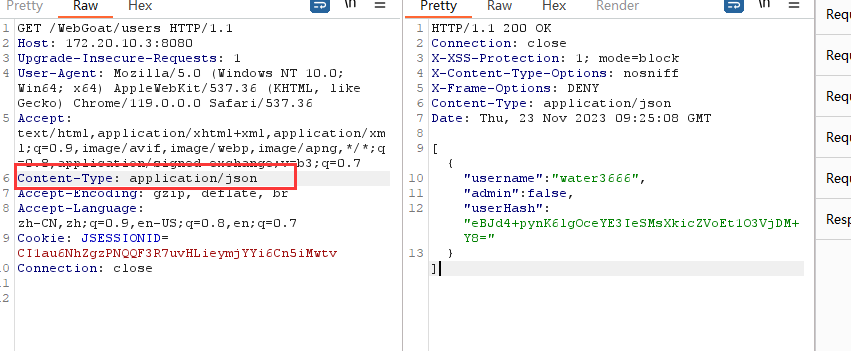 Pretty Raw Hex \n
1 GET /WebGoat/users HTTP/1.1
2 Host: 172.20.10.3:8080
3 Upgrade-Insecure-Requests: 1
4 User-Agent: Mozilla/5.0 (Windows NT 10.0;
Win64; x64) AppleWebKit/537.36 (KHTML, like
Gecko) Chrome/119.0.0.0 Safari/537.36
5 Accept:
text/html,application/xhtml+xml,application/xm
l;q=0.9,image/avif,image/webp,image/apng,*/*;q
=0.8,application/signed-exchange;v=b3;q=0.7
6 Content-Type: application/json
7 Accept-Encoding: gzip, deflate, br
8 Accept-Language:
zh-CN,zh;q=0.9,en-US;q=0.8,en;q=0.7
9 Cookie: JSESSIONID=
CI1au6NhZgzPNQQF3R7uvHLieymjYYi6Cn5iMwtv
10 Connection: close
11
12
Pretty Raw Hex Render \n
1 HTTP/1.1 200 OK
2 Connection: close
3 X-XSS-Protection: 1; mode=block
4 X-Content-Type-Options: nosniff
5 X-Frame-Options: DENY
6 Content-Type: application/json
7 Date: Thu, 23 Nov 2023 09:25:08 GMT
8
9 [
{
10 "username":"water3666",
11 "admin":false,
12 "userHash":
"eBJd4+pynK6lgOceYE3IeSMsXkicZVoEt1O3VjDM+
Y8="
13 }
]
Requ
Requ
Requ
Requ
Requ
Resp